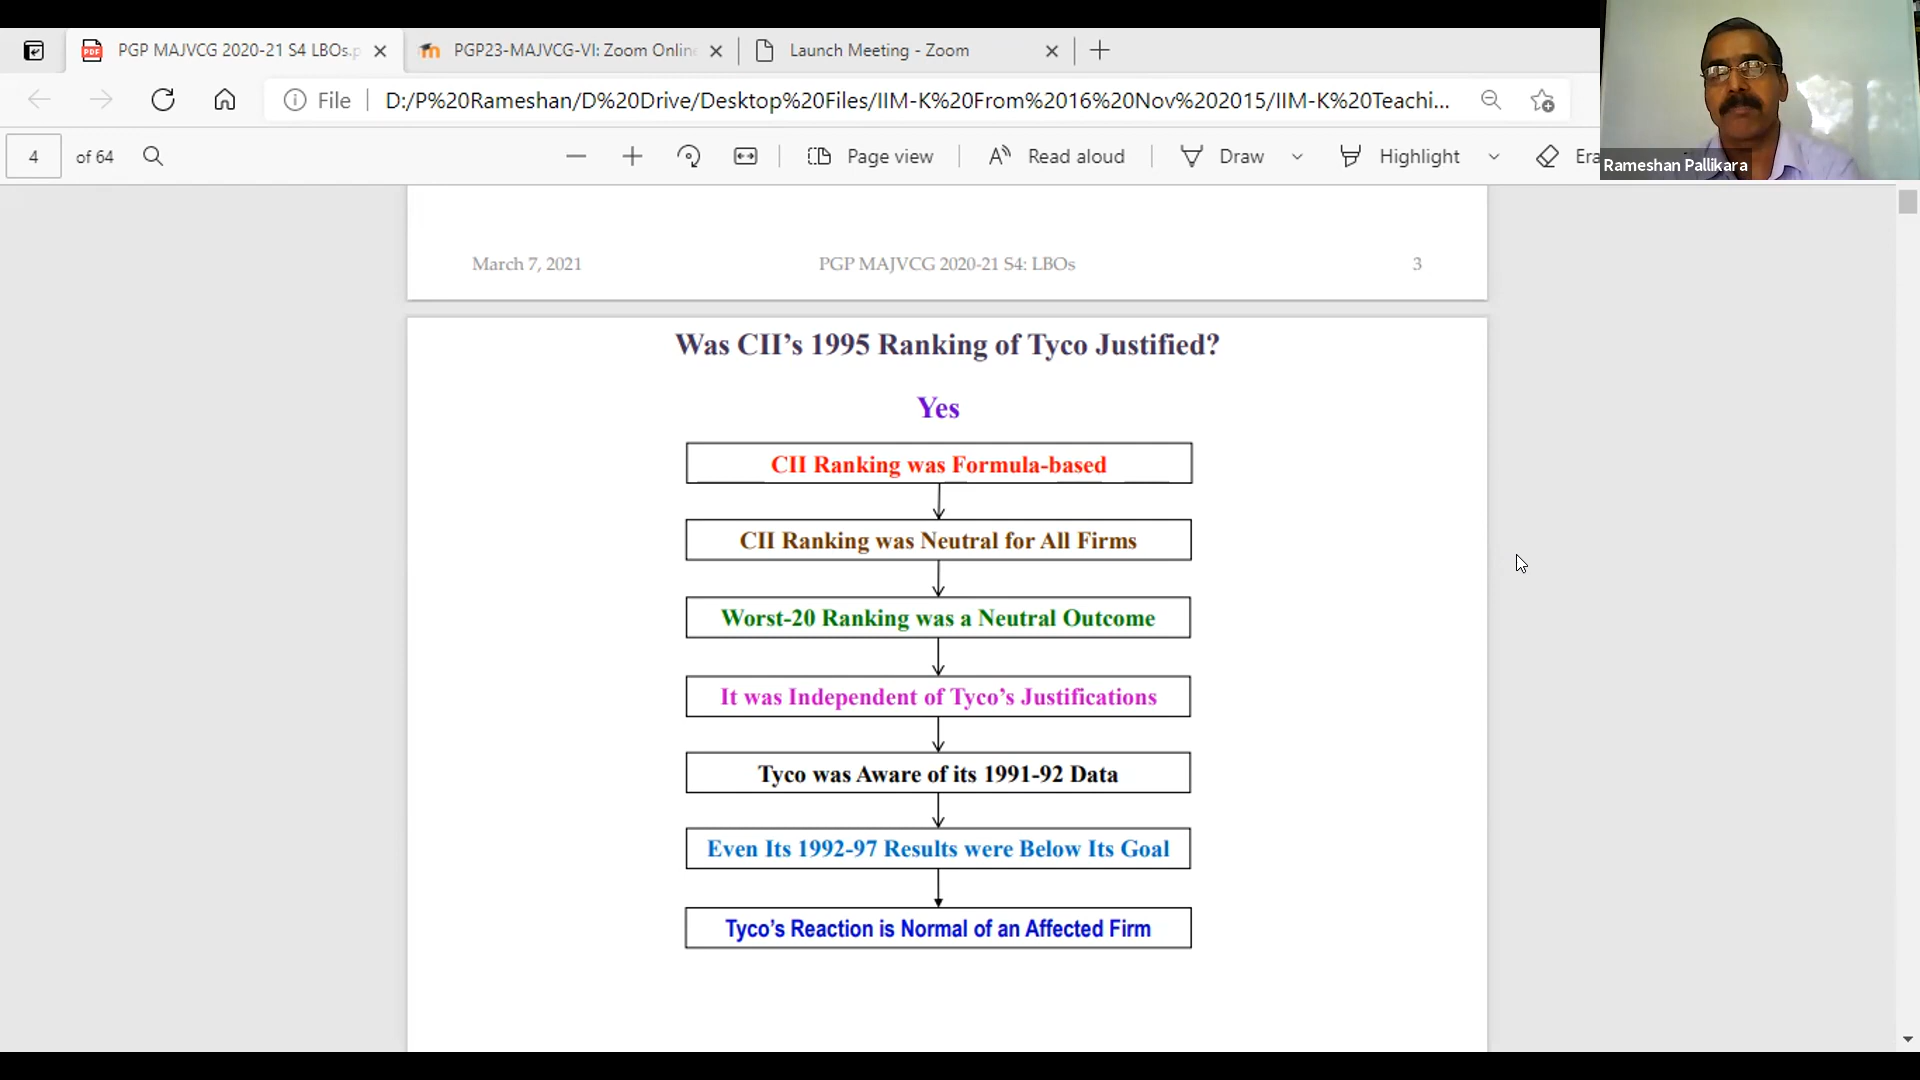 PGP MAJVCG 2020-21 S4 LBOs.p
PGP23-MAJVCG-VI: Zoom Online
Launch Meeting - Zoom
File
D:/P%20Rameshan/D%20Drive/Desktop%20Files/IIM-K%20From%2016%20Nov%202015/IIM-K%20Teachi...
4 of 64
Page view
Read aloud
Draw
Highlight
Era
Rameshan Pallikara
March 7, 2021
PGP MAJVCG 2020-21 S4: LBOs
3
Was CII's 1995 Ranking of Tyco Justified?
Yes
CII Ranking was Formula-based
CII Ranking was Neutral for All Firms
Worst-20 Ranking was a Neutral Outcome
It was Independent of Tyco's Justifications
Tyco was Aware of its 1991-92 Data
Even Its 1992-97 Results were Below Its Goal
Tyco's Reaction is Normal of an Affected Firm